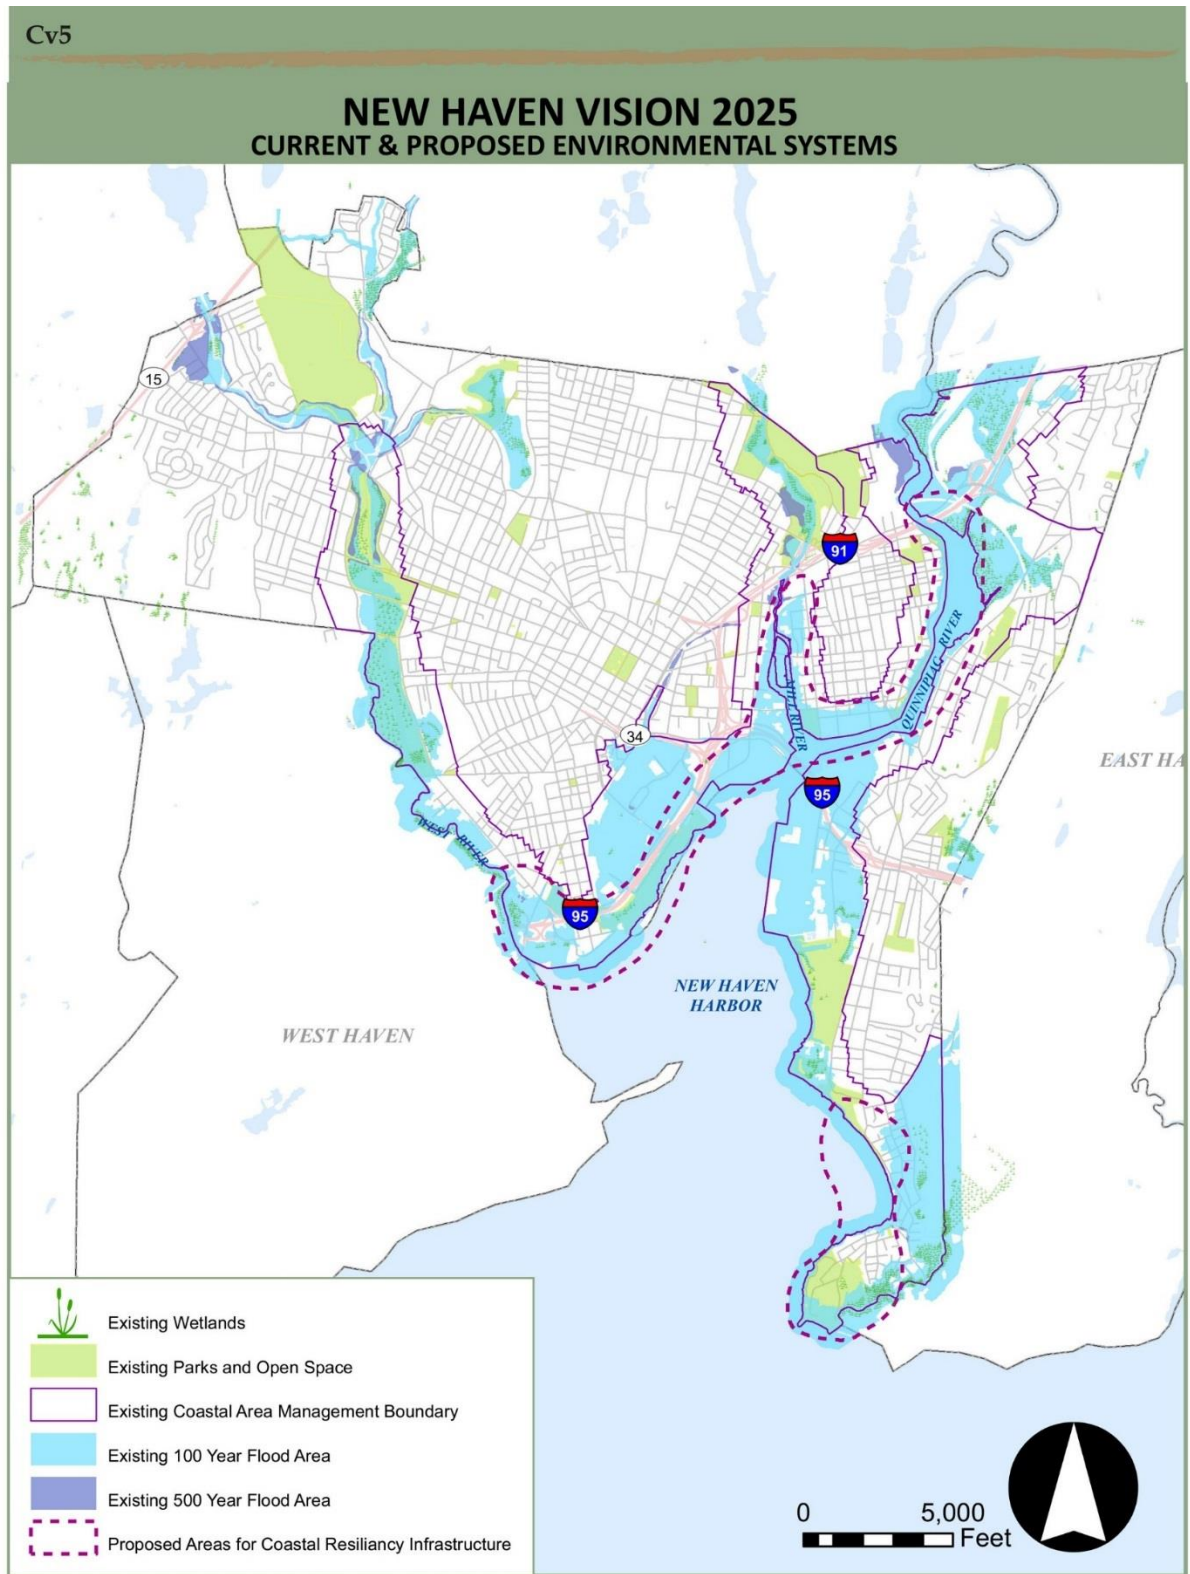 Cv5
NEW HAVEN VISION 2025
CURRENT & PROPOSED ENVIRONMENTAL SYSTEMS
15
91
QUINNIPIAC RIVER
MILL RIVER
34
EAST HA
95
WEST RIVER
95
NEW HAVEN
HARBOR
WEST HAVEN
Existing Wetlands
Existing Parks and Open Space
Existing Coastal Area Management Boundary
Existing 100 Year Flood Area
Existing 500 Year Flood Area
Proposed Areas for Coastal Resiliancy Infrastructure
0 5,000
Feet